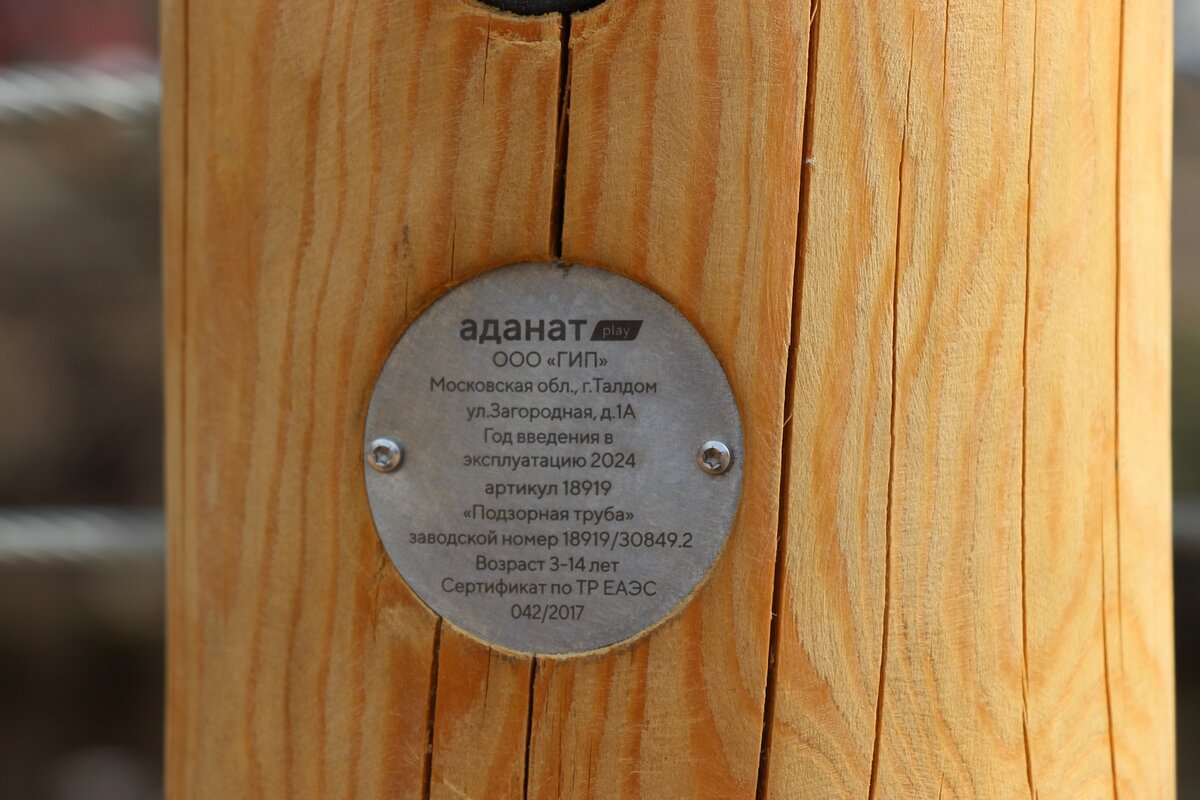 аданат play
ООО «ГИП»
Московская обл., г.Талдом
ул.Загородная, д.1А
Год введения в
эксплуатацию 2024
артикул 18919
«Подзорная труба»
заводской номер 18919/30849.2
Возраст 3-14 лет
Сертификат по ТР ЕАЭС
042/2017